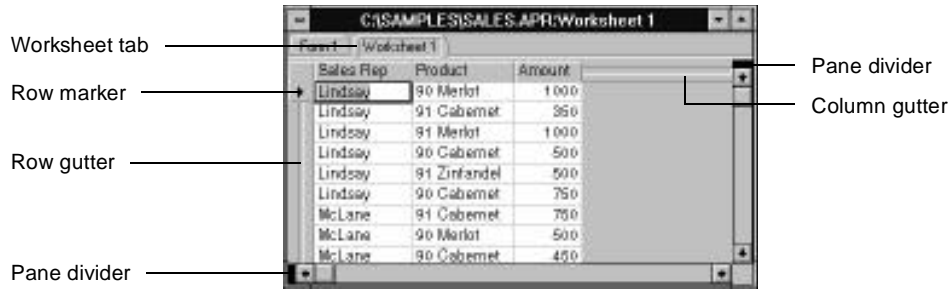 C:\SAMPLES\SALES.APR:Worksheet 1
Worksheet tab
Form 1 Worksheet 1
Pane divider
Sales Rep Product Amount
Row marker
Lindsay 90 Merlot 1000
Column gutter
Lindsay 91 Cabernet 350
Lindsay 91 Merlot 1000
Row gutter
Lindsay 90 Cabernet 500
Lindsay 91 Zinfandel 500
Lindsay 90 Cabernet 750
McLane 91 Cabernet 750
McLane 90 Merlot 500
McLane 90 Cabernet 450
Pane divider